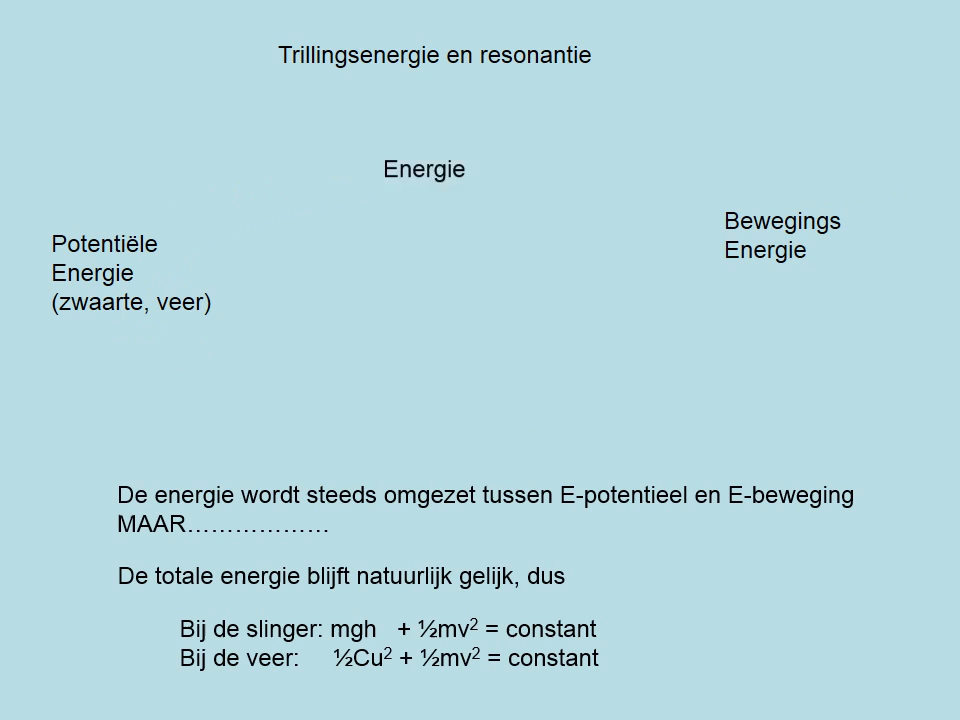 Trillingsenergie en resonantie
Energie
Bewegings
Energie
Potentiële
Energie
(zwaarte, veer)
De energie wordt steeds omgezet tussen E-potentieel en E-beweging
MAAR………………
De totale energie blijft natuurlijk gelijk, dus
Bij de slinger: mgh + ½mv² = constant
Bij de veer: ½Cu² + ½mv² = constant